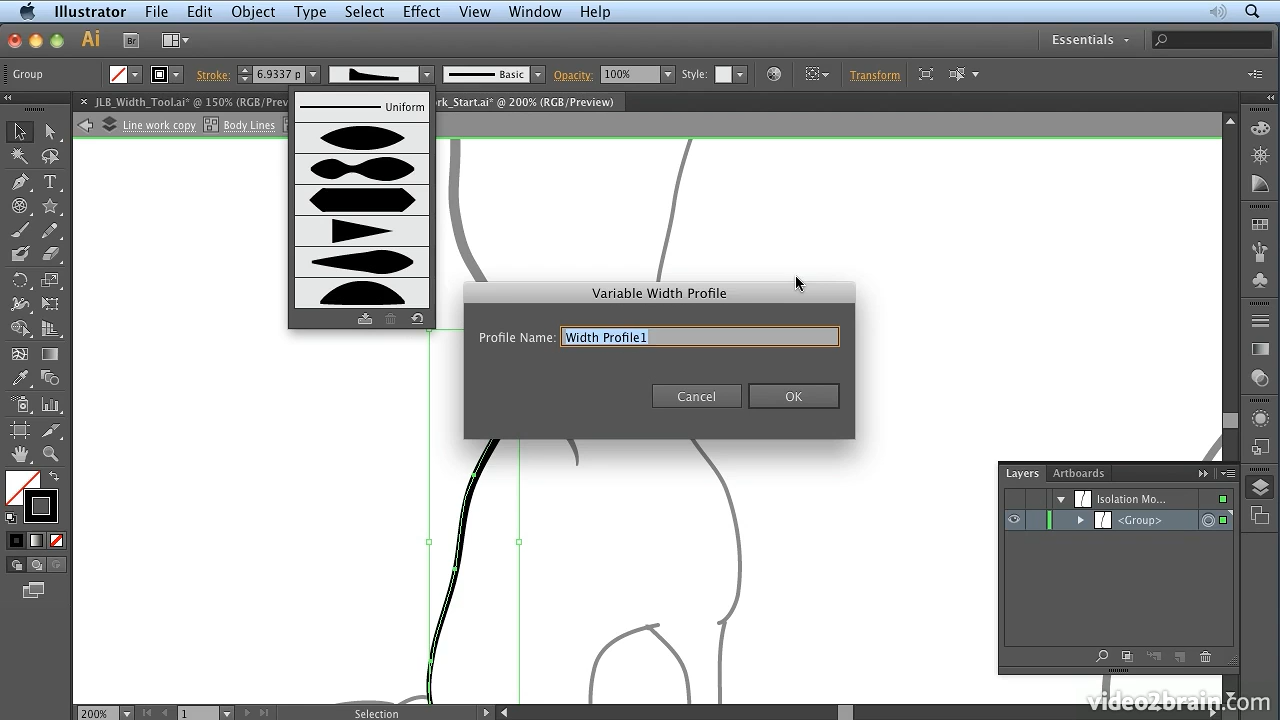 Illustrator File Edit Object Type Select Effect View Window Help
Ai Br Essentials
Group Stroke: 6.9337 p Basic Opacity: 100% Style: Transform
× JLB_Width_Tool.ai* @ 150% (RGB/Prev ork_Start.ai* @ 200% (RGB/Preview)
Line work copy Body Lines
Uniform
Variable Width Profile
Profile Name: Width Profile1
Cancel OK
Layers Artboards
Isolation Mo...
<Group>
200% 1 Selection
video2brain.com